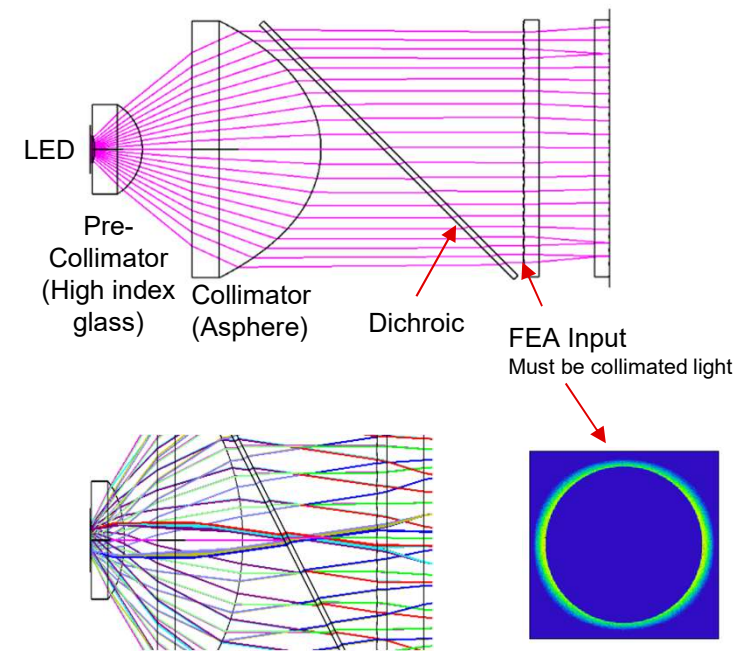 LED
Pre-
Collimator
(High index
glass)
Collimator
(Asphere)
Dichroic
FEA Input
Must be collimated light